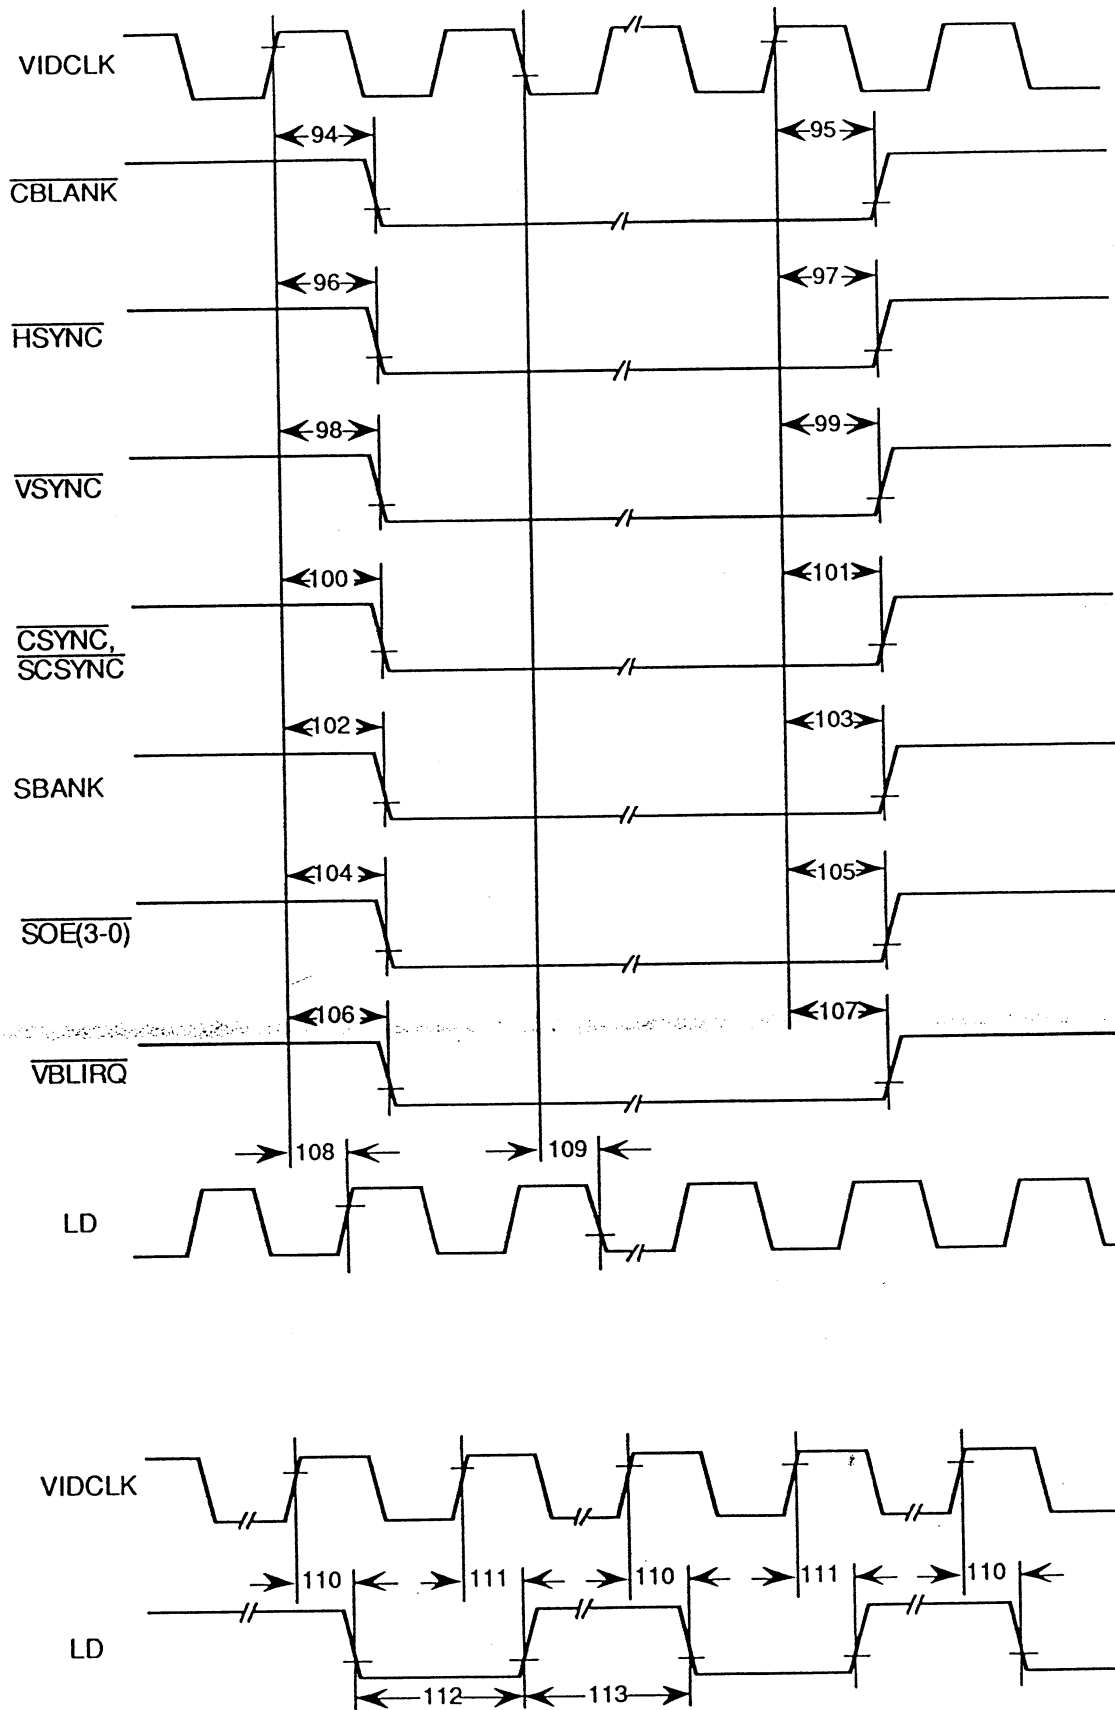 VIDCLK
94
95
CBLANK
96
97
HSYNC
98
99
VSYNC
100
101
CSYNC,
SCSYNC
102
103
SBANK
104
105
SOE(3-0)
106
107
VBLIRQ
108
109
LD
VIDCLK
110
111
110
111
110
LD
112
113